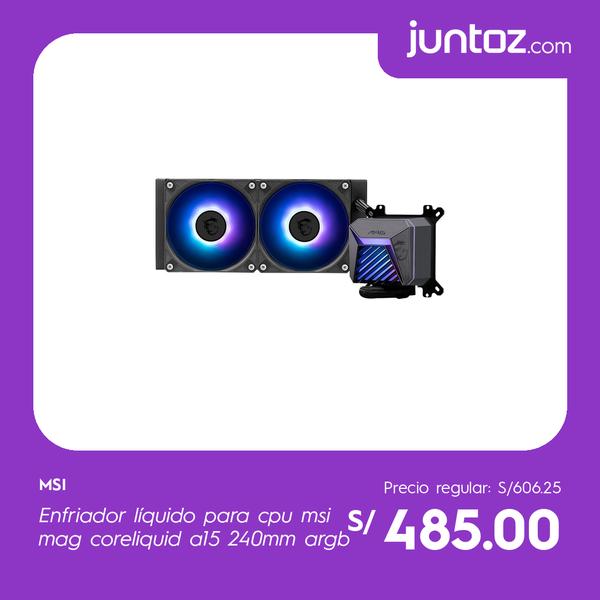 juntoz.com
MSI
Enfriador líquido para cpu msi
mag coreliquid a15 240mm argb
Precio regular: S/606.25
S/ 485.00